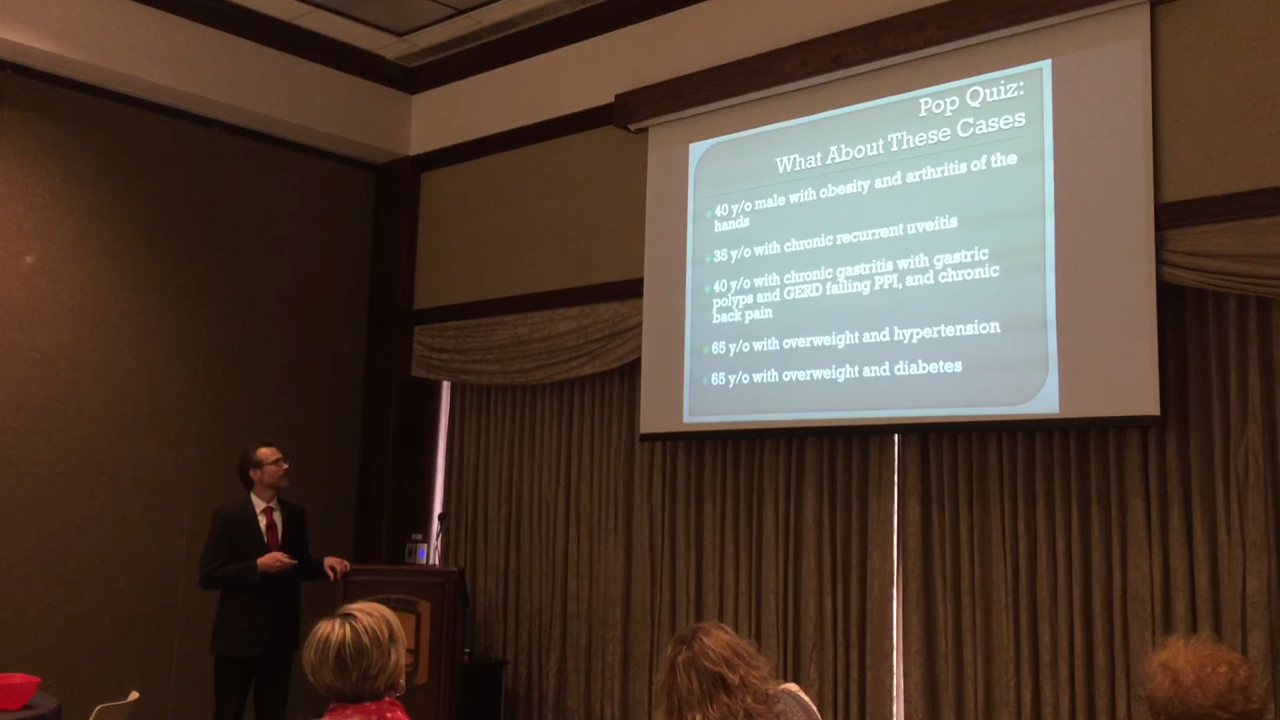 Pop Quiz:
What About These Cases
40 y/o male with obesity and arthritis of the
hands
35 y/o with chronic recurrent uveitis
40 y/o with chronic gastritis with gastric
polyps and GERD failing PPI, and chronic
back pain
65 y/o with overweight and hypertension
65 y/o with overweight and diabetes